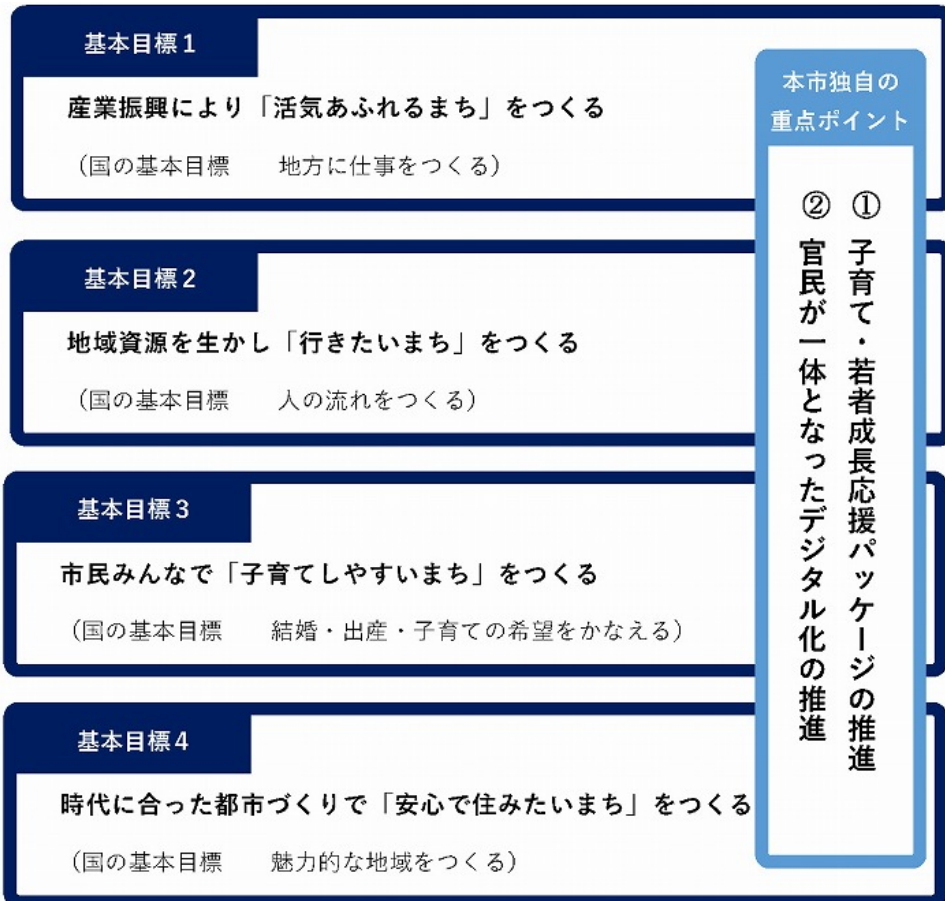 基本目標1
産業振興により「活気あふれるまち」をつくる
（国の基本目標　　地方に仕事をつくる）
基本目標2
地域資源を生かし「行きたいまち」をつくる
（国の基本目標　　人の流れをつくる）
基本目標3
市民みんなで「子育てしやすいまち」をつくる
（国の基本目標　　結婚・出産・子育ての希望をかなえる）
基本目標4
時代に合った都市づくりで「安心で住みたいまち」をつくる
（国の基本目標　　魅力的な地域をつくる）
本市独自の
重点ポイント
① 子育て・若者成長応援パッケージの推進
② 官民が一体となったデジタル化の推進